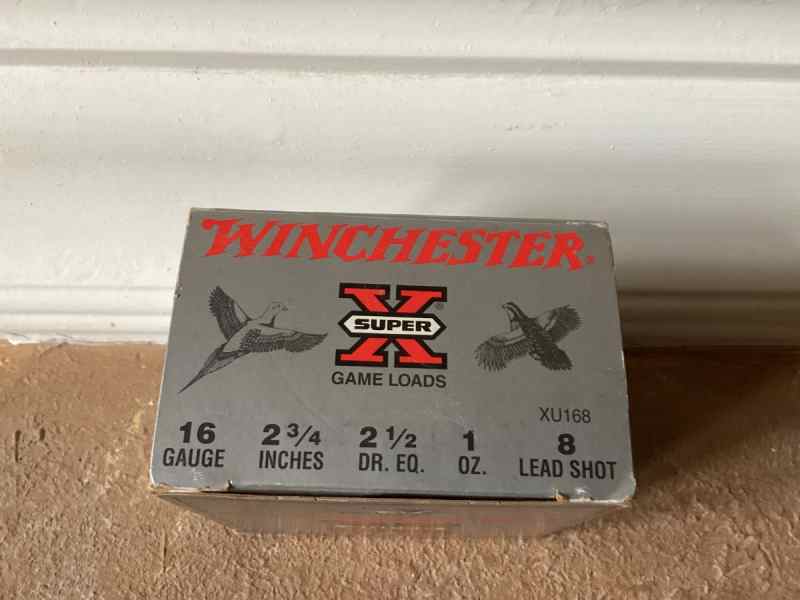 WINCHESTER
SUPER X
GAME LOADS
XU168
16 2 3/4 2 1/2 1 8
GAUGE INCHES DR. EQ. OZ. LEAD SHOT